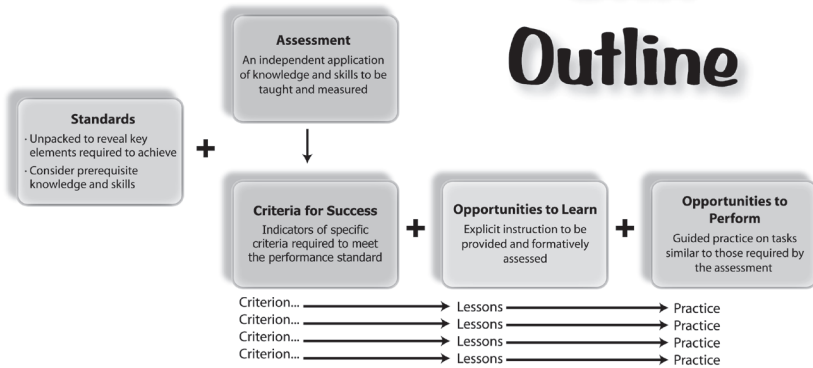 Outline
Assessment
An independent application
of knowledge and skills to be
taught and measured
Standards
· Unpacked to reveal key
elements required to achieve
· Consider prerequisite
knowledge and skills
+
Criteria for Success
Indicators of specific
criteria required to meet
the performance standard
+
Opportunities to Learn
Explicit instruction to be
provided and formatively
assessed
+
Opportunities to
Perform
Guided practice on tasks
similar to those required by
the assessment
Criterion... Lessons Practice
Criterion... Lessons Practice
Criterion... Lessons Practice
Criterion... Lessons Practice